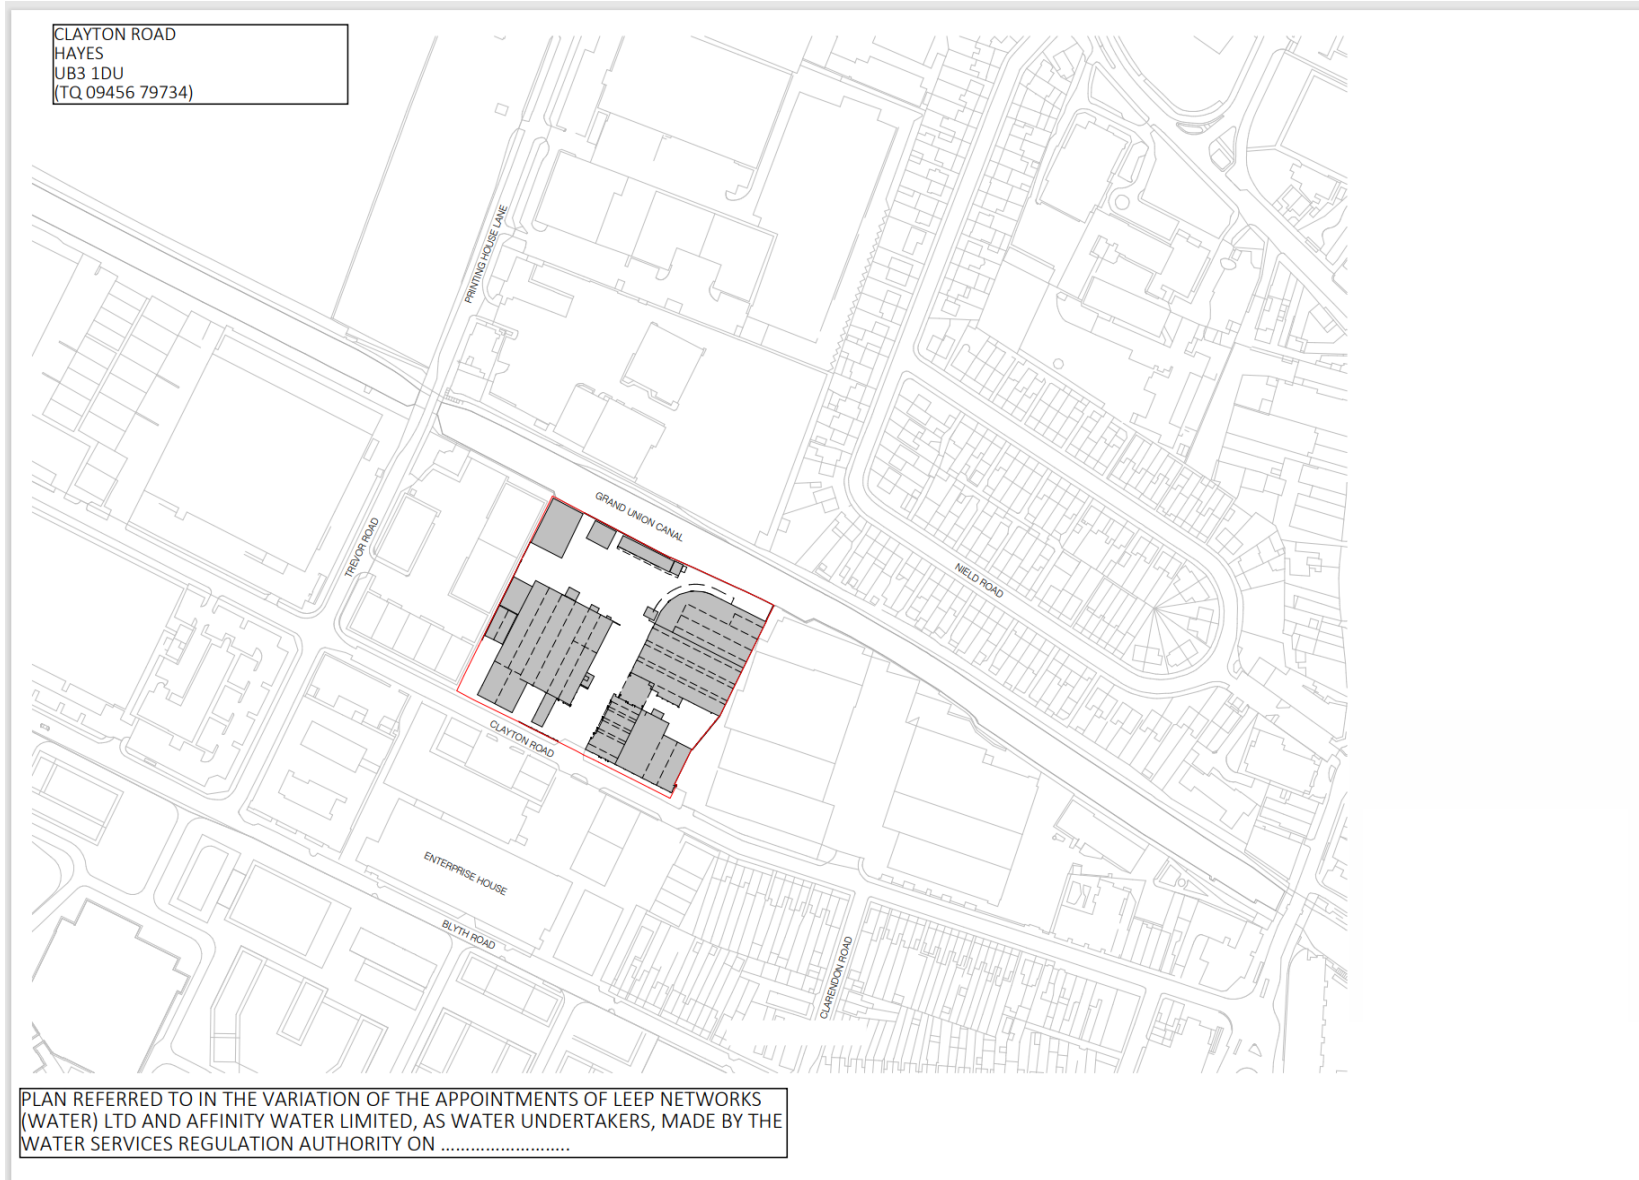 CLAYTON ROAD
HAYES
UB3 1DU
(TQ 09456 79734)
PRINTING HOUSE LANE
GRAND UNION CANAL
TREVOR ROAD
NIELD ROAD
CLAYTON ROAD
ENTERPRISE HOUSE
BLYTH ROAD
CLARENDON ROAD
PLAN REFERRED TO IN THE VARIATION OF THE APPOINTMENTS OF LEEP NETWORKS
(WATER) LTD AND AFFINITY WATER LIMITED, AS WATER UNDERTAKERS, MADE BY THE
WATER SERVICES REGULATION AUTHORITY ON ……………………..